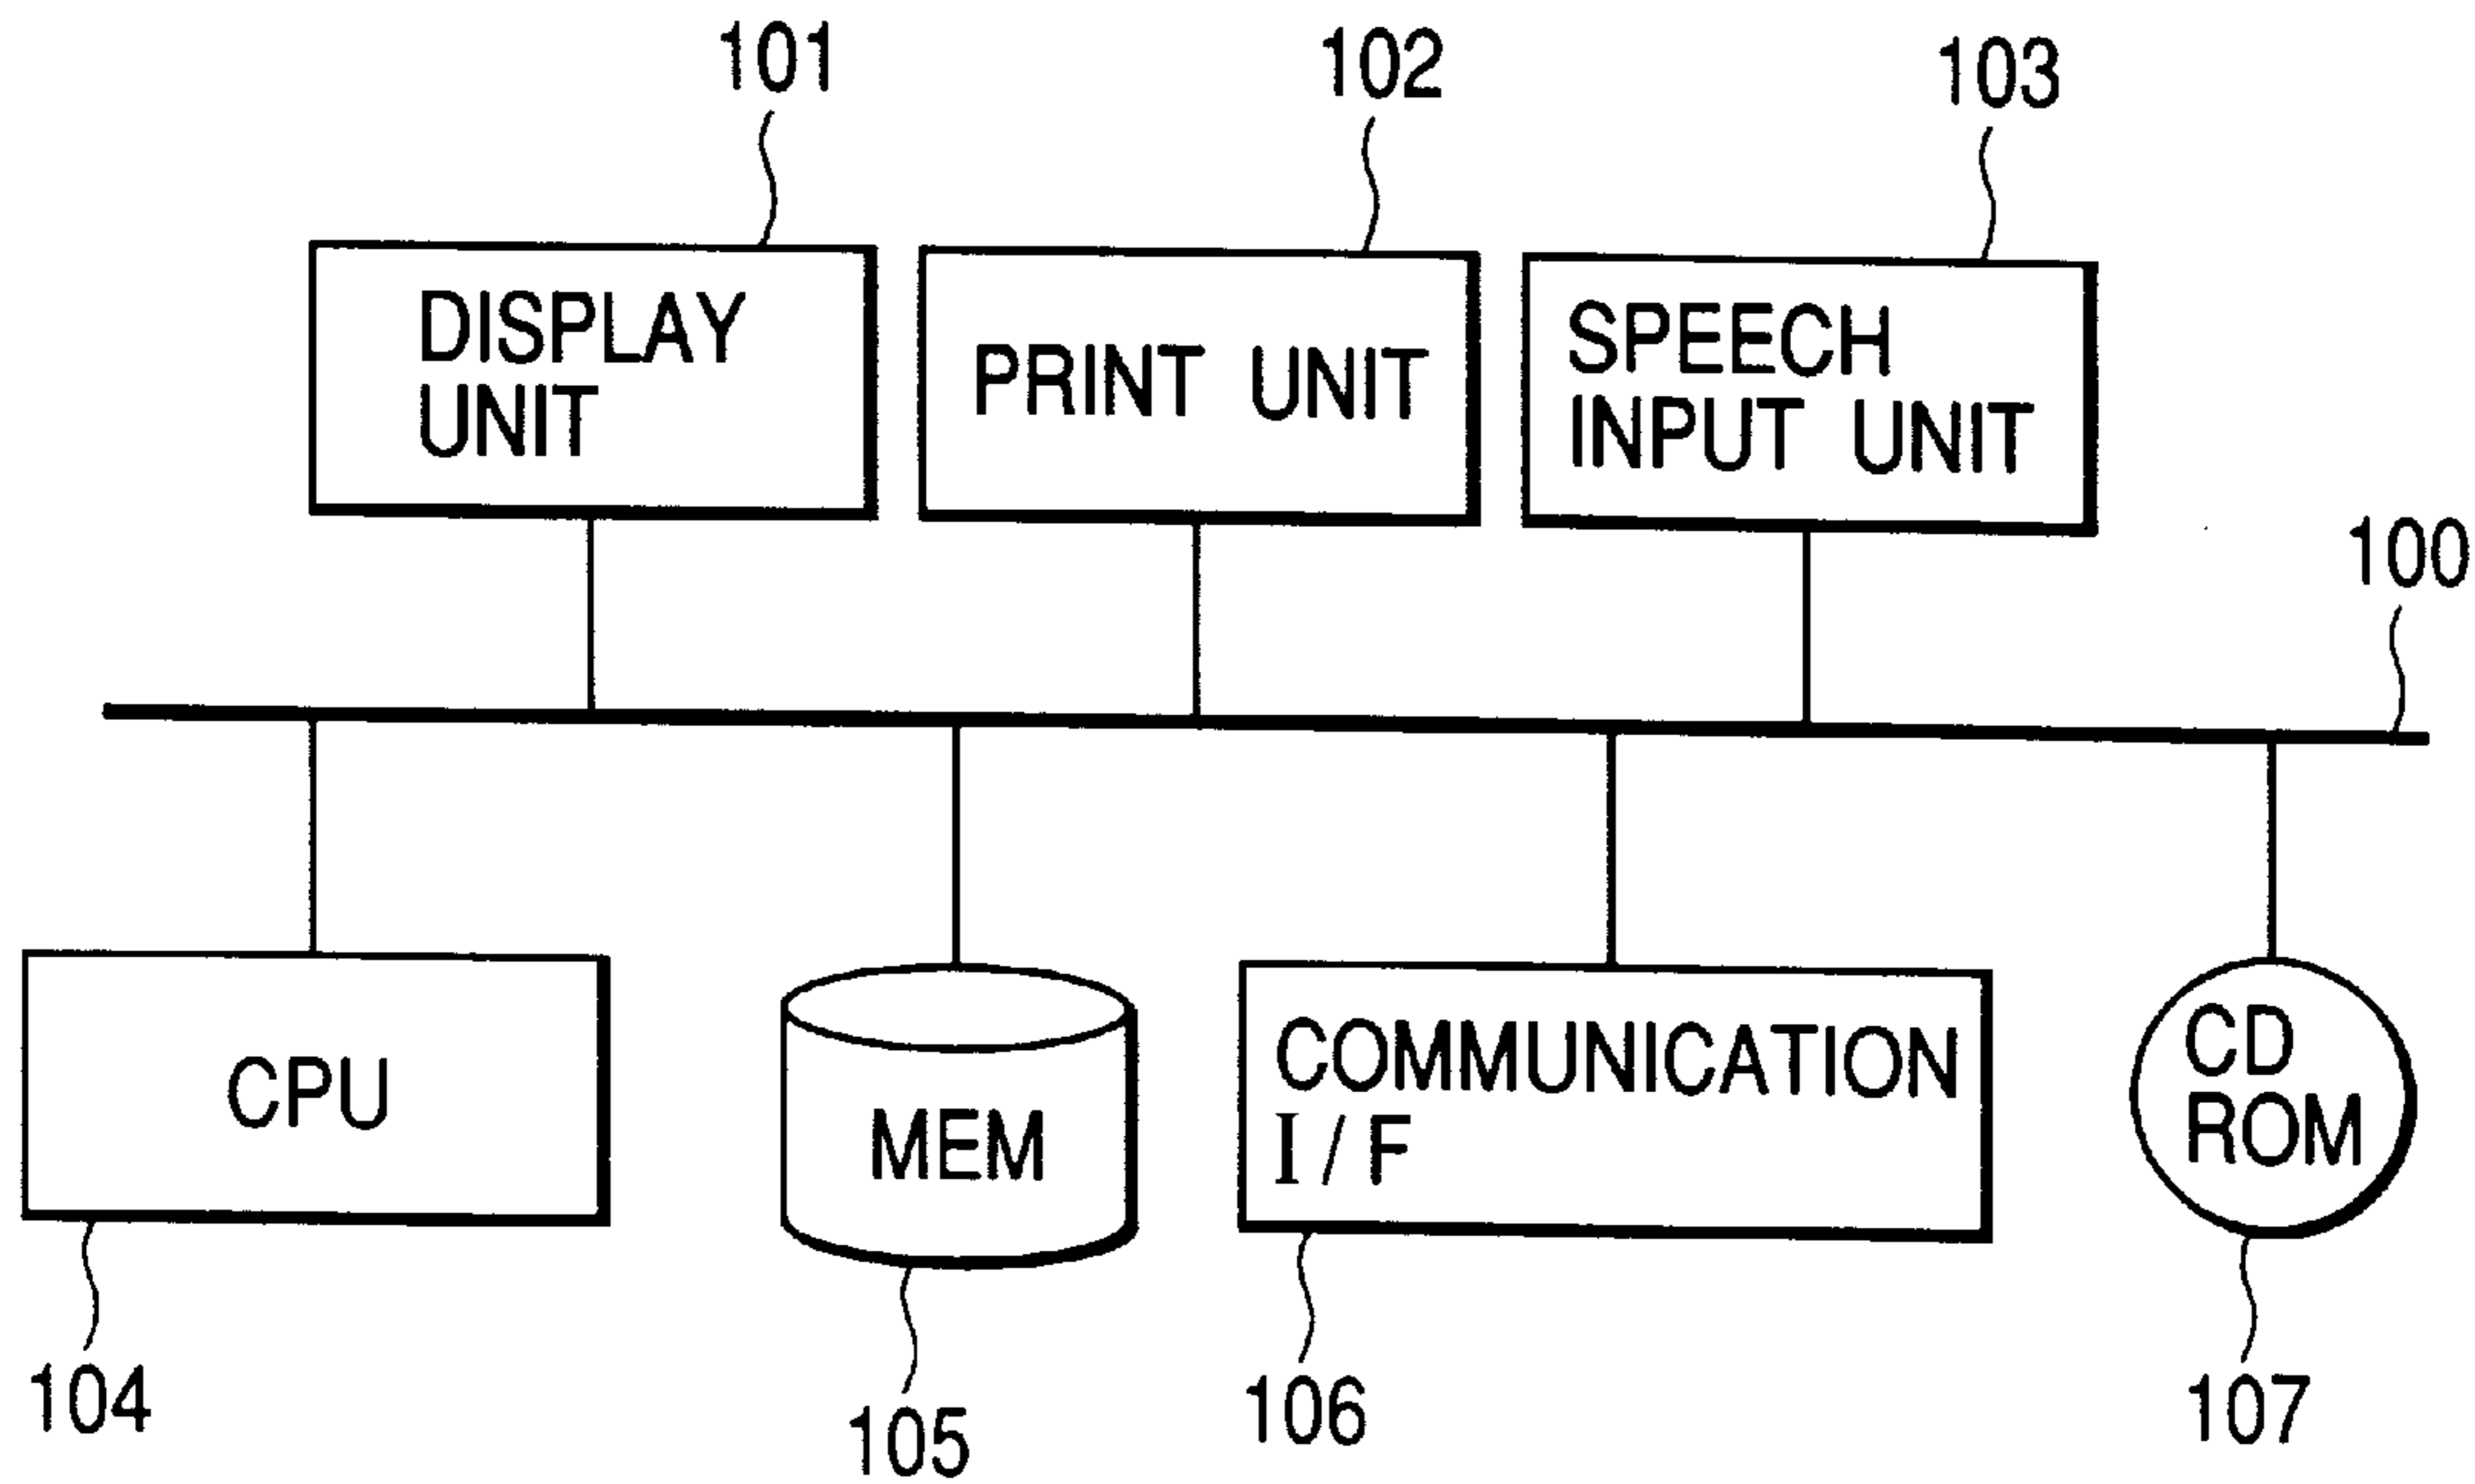 101
102
103
DISPLAY
UNIT
PRINT UNIT
SPEECH
INPUT UNIT
100
CPU
MEM
COMMUNICATION
I/F
CD
ROM
104
105
106
107